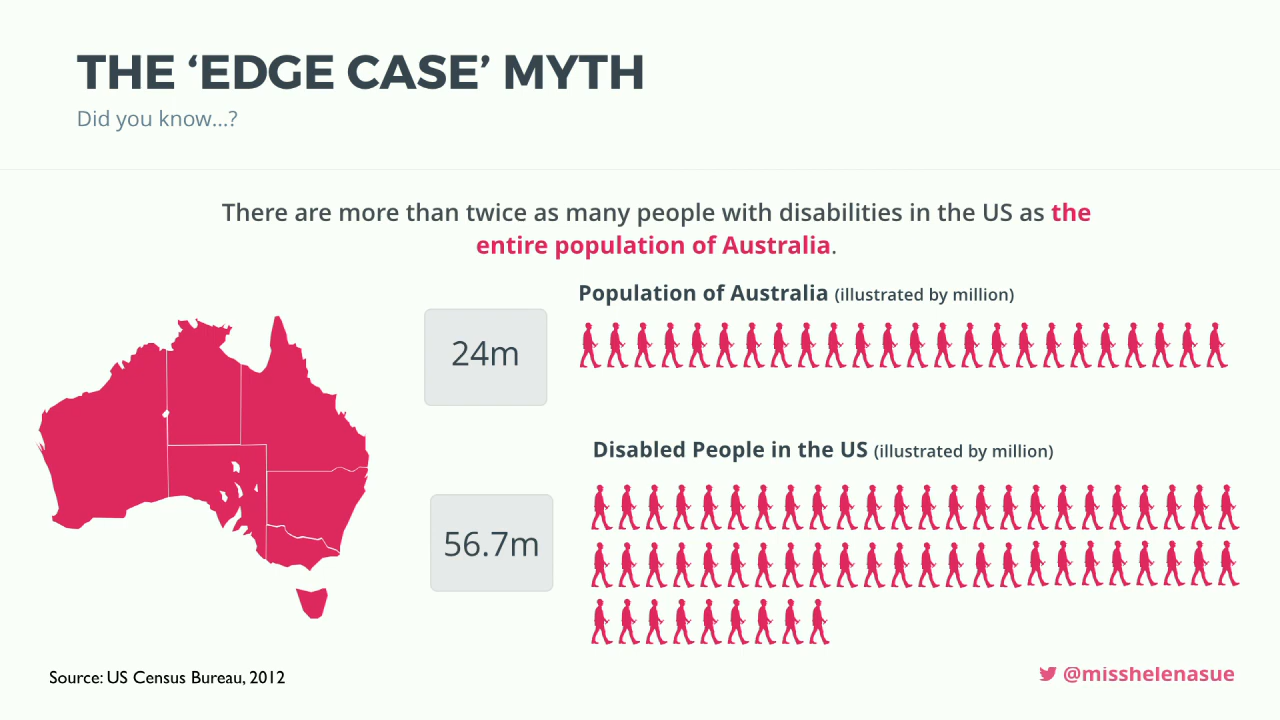 THE ‘EDGE CASE’ MYTH
Did you know...?
There are more than twice as many people with disabilities in the US as the
entire population of Australia.
Population of Australia (illustrated by million)
24m
Disabled People in the US (illustrated by million)
56.7m
Source: US Census Bureau, 2012
@misshelenasue